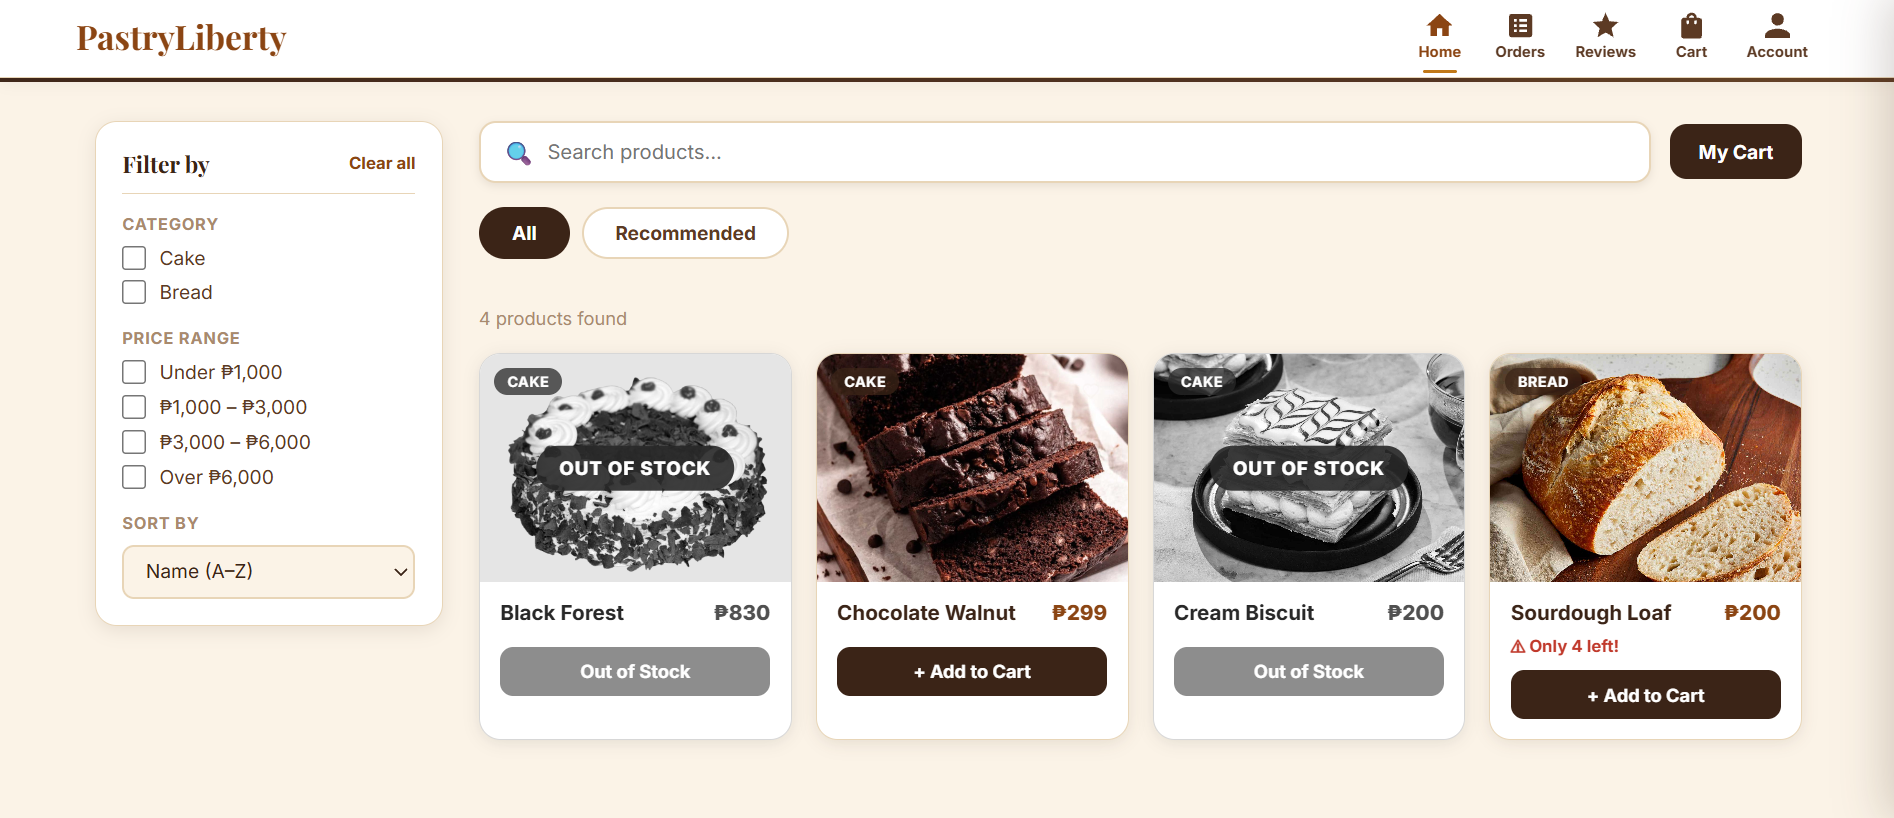 PastryLiberty
Home
Orders
Reviews
Cart
Account
Filter by
Clear all
CATEGORY
Cake
Bread
PRICE RANGE
Under ₱1,000
₱1,000 – ₱3,000
₱3,000 – ₱6,000
Over ₱6,000
SORT BY
Name (A–Z)
Search products...
My Cart
All
Recommended
4 products found
CAKE
OUT OF STOCK
Black Forest ₱830
Out of Stock
CAKE
Chocolate Walnut ₱299
+ Add to Cart
CAKE
OUT OF STOCK
Cream Biscuit ₱200
Out of Stock
BREAD
Sourdough Loaf ₱200
⚠ Only 4 left!
+ Add to Cart